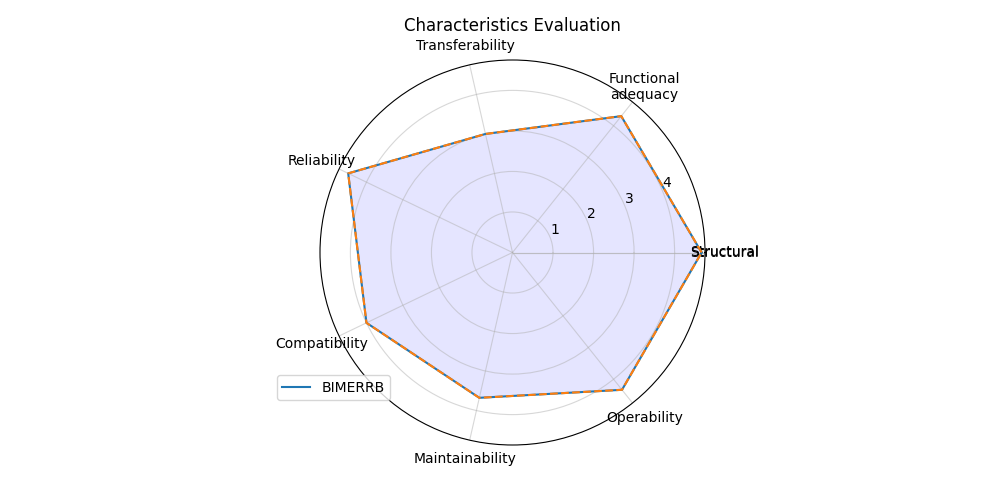 Characteristics Evaluation
Transferability
Functional
adequacy
Reliability
4
3
2
1
Structural
Compatibility
BIMERRB
Operability
Maintainability